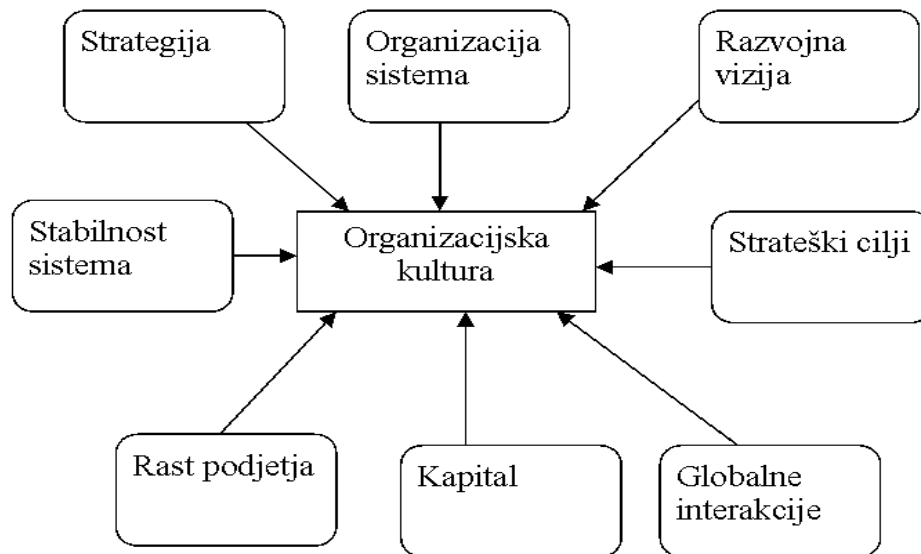 Strategija
Organizacija
sistema
Razvojna
vizija
Stabilnost
sistema
Organizacijska
kultura
Strateški cilji
Rast podjetja
Kapital
Globalne
interakcije